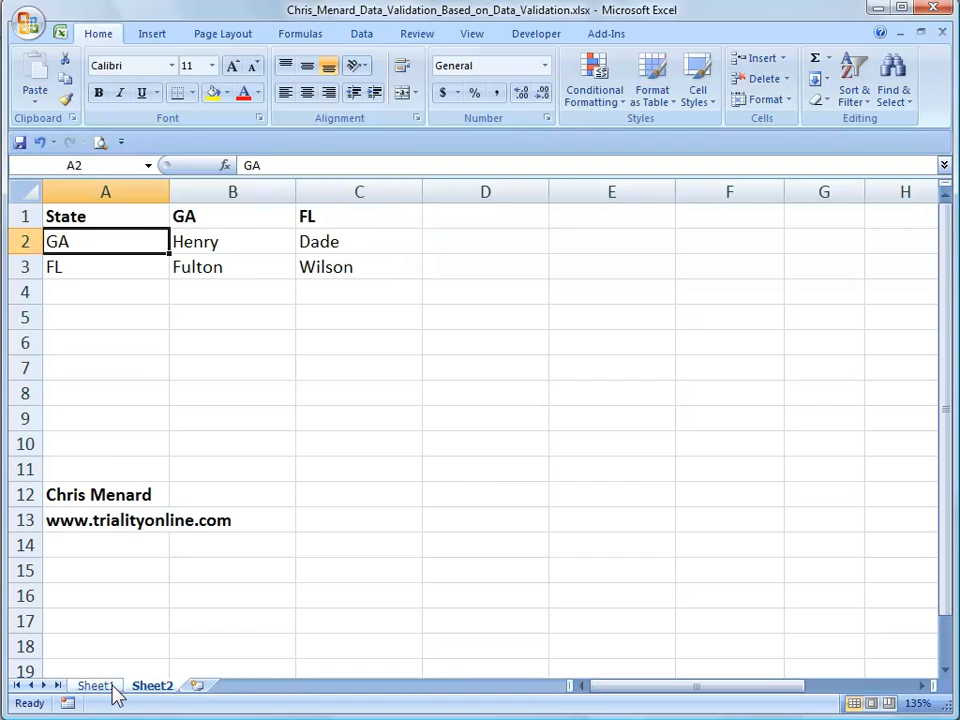 Chris_Menard_Data_Validation_Based_on_Data_Validation.xlsx - Microsoft Excel
Home Insert Page Layout Formulas Data Review View Developer Add-Ins
Paste
Clipboard
Calibri 11
B I U
Font
Alignment
General
$ % ,
Number
Conditional Formatting
Format as Table
Cell Styles
Styles
Insert
Delete
Format
Cells
Σ
Sort & Filter
Find & Select
Editing
A2 fx GA
A B C D E F G H
1 State GA FL
2 GA Henry Dade
3 FL Fulton Wilson
4
5
6
7
8
9
10
11
12 Chris Menard
13 www.trialityonline.com
14
15
16
17
18
19
Sheet1 Sheet2
Ready 135%